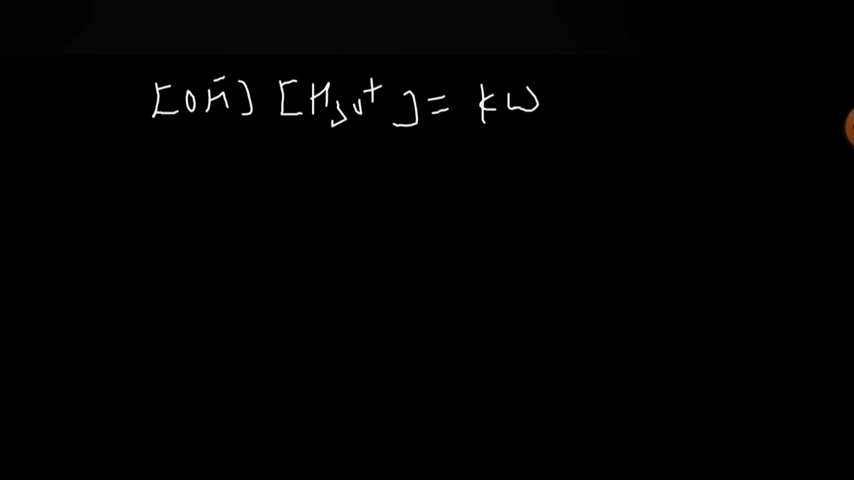 [OH⁻] [H₃O⁺] = kw